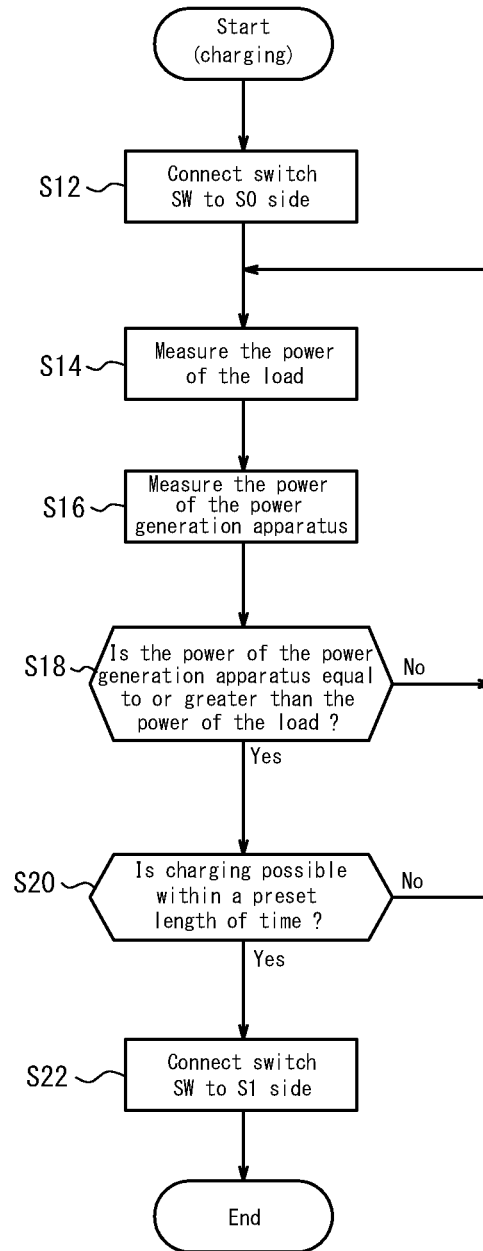 Start
(charging)
S12
Connect switch
SW to S0 side
S14
Measure the power
of the load
S16
Measure the power
of the power
generation apparatus
S18
Is the power of the power
generation apparatus equal
to or greater than the
power of the load ?
No
Yes
S20
Is charging possible
within a preset
length of time ?
No
Yes
S22
Connect switch
SW to S1 side
End